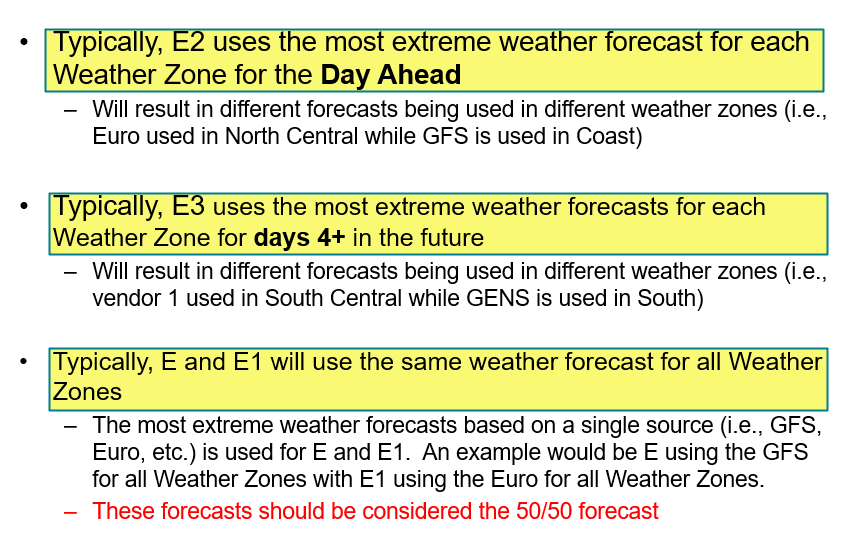 • Typically, E2 uses the most extreme weather forecast for each
Weather Zone for the Day Ahead
– Will result in different forecasts being used in different weather zones (i.e.,
Euro used in North Central while GFS is used in Coast)
• Typically, E3 uses the most extreme weather forecasts for each
Weather Zone for days 4+ in the future
– Will result in different forecasts being used in different weather zones (i.e.,
vendor 1 used in South Central while GENS is used in South)
• Typically, E and E1 will use the same weather forecast for all Weather
Zones
– The most extreme weather forecasts based on a single source (i.e., GFS,
Euro, etc.) is used for E and E1.  An example would be E using the GFS
for all Weather Zones with E1 using the Euro for all Weather Zones.
– These forecasts should be considered the 50/50 forecast